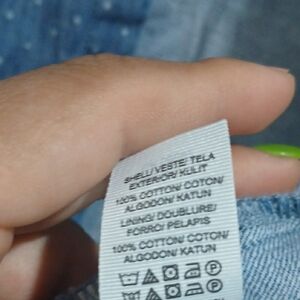 SHELL/ VESTE/ TELA
EXTERIOR/ KULIT
100% COTTON/ COTON/
ALGODON/ KATUN
LINING/ DOUBLURE/
FORRO/ PELAPIS
100% COTTON/ COTON/
ALGODON/ KATUN